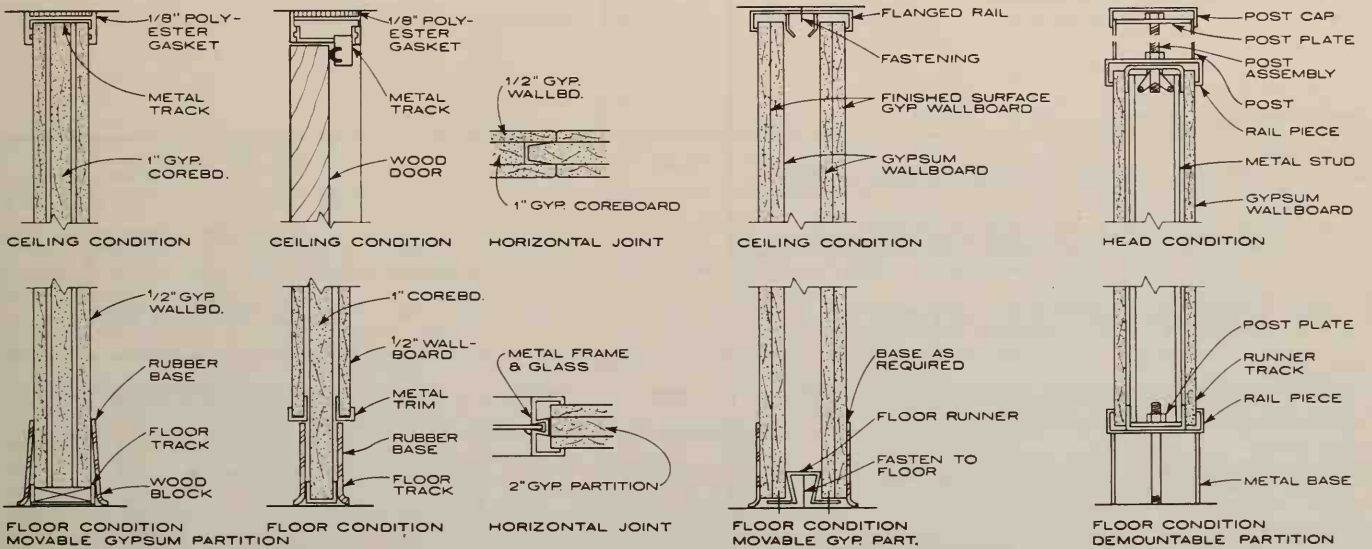 1/8" POLY-
ESTER
GASKET
METAL
TRACK
1" GYP.
COREBD.
CEILING CONDITION
1/8" POLY-
ESTER
GASKET
METAL
TRACK
WOOD
DOOR
CEILING CONDITION
1/2" GYP.
WALLBD.
1" GYP. COREBOARD
HORIZONTAL JOINT
FLANGED RAIL
FASTENING
FINISHED SURFACE
GYP WALLBOARD
GYPSUM
WALLBOARD
CEILING CONDITION
POST CAP
POST PLATE
POST
ASSEMBLY
POST
RAIL PIECE
METAL STUD
GYPSUM
WALLBOARD
HEAD CONDITION
1/2" GYP.
WALLBD.
RUBBER
BASE
FLOOR
TRACK
WOOD
BLOCK
FLOOR CONDITION
MOVABLE GYPSUM PARTITION
1" COREBD.
1/2" WALL-
BOARD
METAL
TRIM
RUBBER
BASE
FLOOR
TRACK
FLOOR CONDITION
METAL FRAME
& GLASS
2" GYP. PARTITION
HORIZONTAL JOINT
BASE AS
REQUIRED
FLOOR RUNNER
FASTEN TO
FLOOR
FLOOR CONDITION
MOVABLE GYP. PART.
POST PLATE
RUNNER
TRACK
RAIL PIECE
METAL BASE
FLOOR CONDITION
DEMOUNTABLE PARTITION